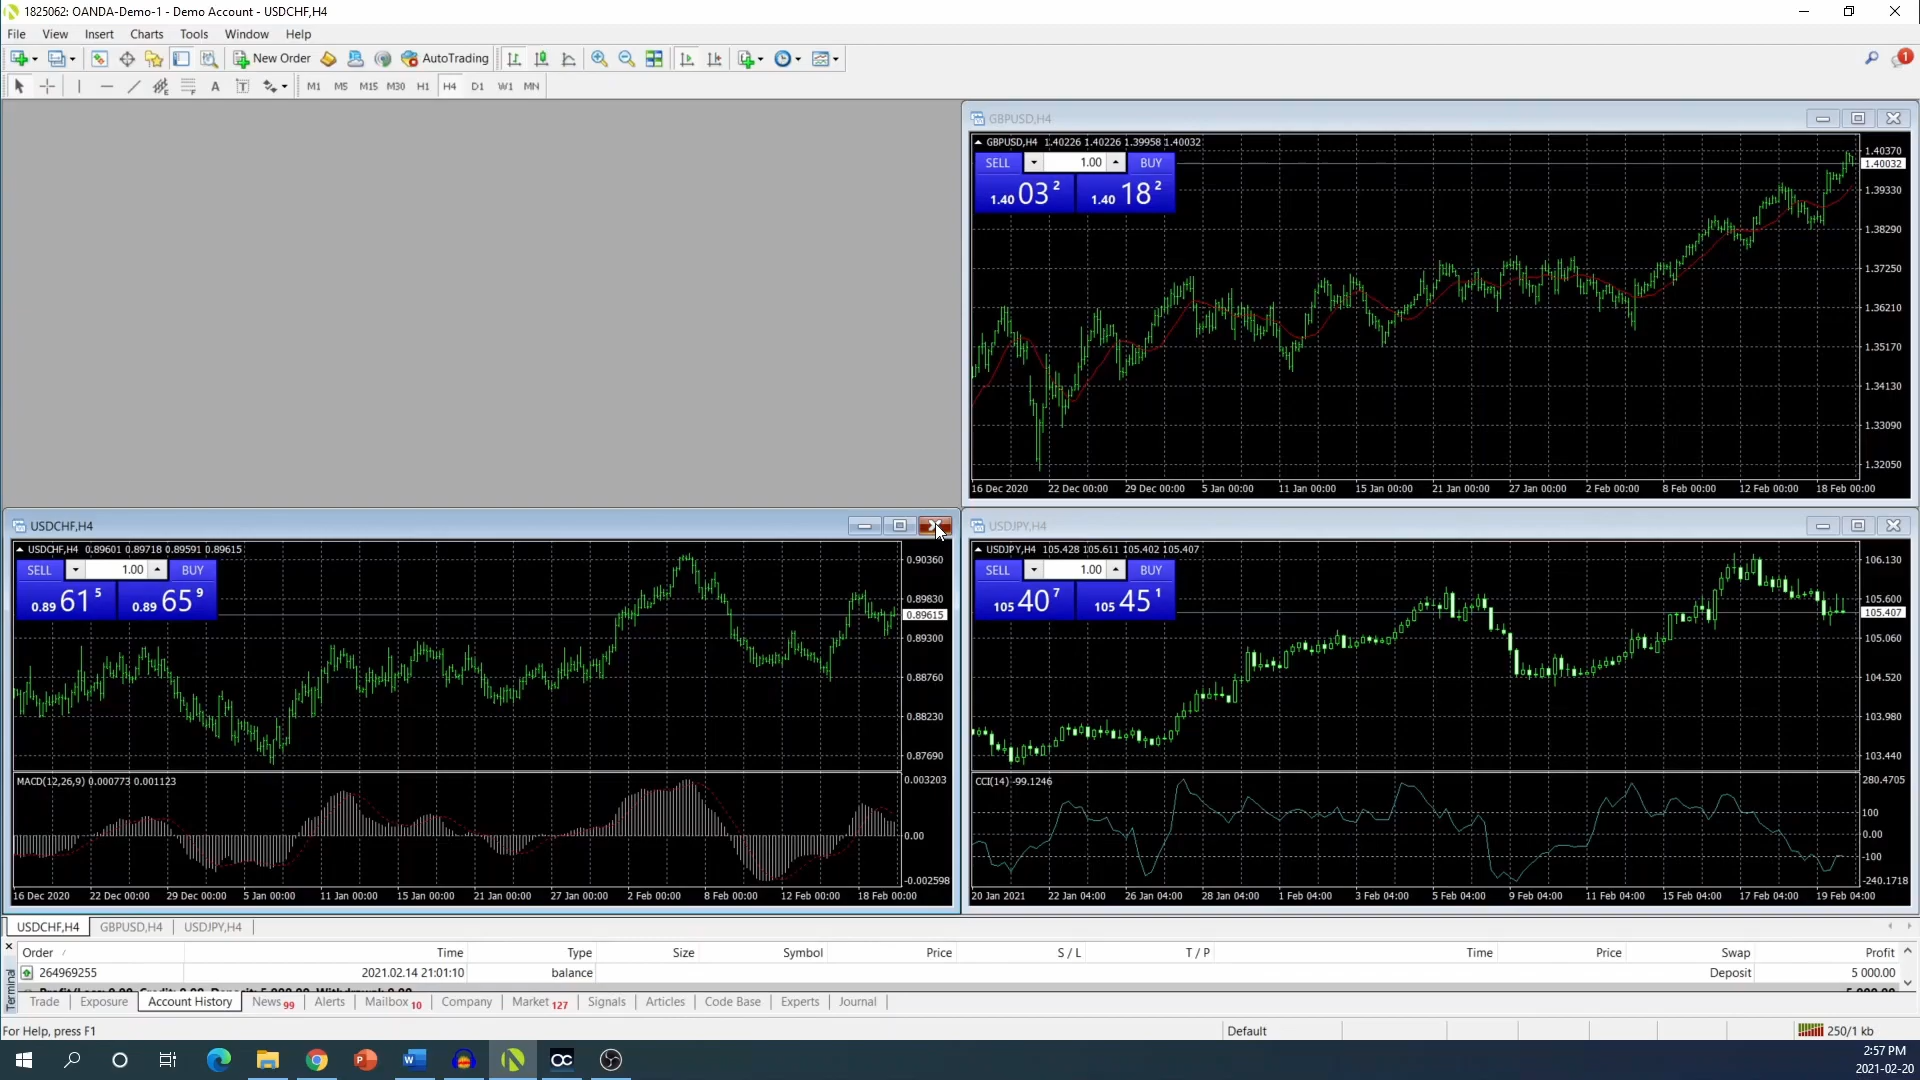 1825062: OANDA-Demo-1 - Demo Account - USDCHF,H4
File View Insert Charts Tools Window Help
New Order AutoTrading 1
A T M1 M5 M15 M30 H1 H4 D1 W1 MN
GBPUSD,H4
GBPUSD,H4 1.40226 1.40226 1.39958 1.40032
SELL 1.00 BUY
1.40 03 2 1.40 18 2
1.40370
1.40032
1.39330
1.38290
1.37250
1.36210
1.35170
1.34130
1.33090
1.32050
16 Dec 2020 22 Dec 00:00 29 Dec 00:00 5 Jan 00:00 11 Jan 00:00 15 Jan 00:00 21 Jan 00:00 27 Jan 00:00 2 Feb 00:00 8 Feb 00:00 12 Feb 00:00 18 Feb 00:00
USDCHF,H4
USDCHF,H4 0.89601 0.89718 0.89591 0.89615
SELL 1.00 BUY
0.89 61 5 0.89 65 9
0.90360
0.89830
0.89615
0.89300
0.88760
0.88230
0.87690
MACD(12,26,9) 0.000773 0.001123
0.003203
0.00
-0.002598
16 Dec 2020 22 Dec 00:00 29 Dec 00:00 5 Jan 00:00 11 Jan 00:00 15 Jan 00:00 21 Jan 00:00 27 Jan 00:00 2 Feb 00:00 8 Feb 00:00 12 Feb 00:00 18 Feb 00:00
USDJPY,H4
USDJPY,H4 105.428 105.611 105.402 105.407
SELL 1.00 BUY
105 40 7 105 45 1
106.130
105.600
105.407
105.060
104.520
103.980
103.440
CCI(14) -99.1246
280.4705
100
0.00
-100
-240.1718
20 Jan 2021 22 Jan 04:00 26 Jan 04:00 28 Jan 04:00 1 Feb 04:00 3 Feb 04:00 5 Feb 04:00 9 Feb 04:00 11 Feb 04:00 15 Feb 04:00 17 Feb 04:00 19 Feb 04:00
USDCHF,H4 GBPUSD,H4 USDJPY,H4
Order Time Type Size Symbol Price S / L T / P Time Price Swap Profit
264969255 2021.02.14 21:01:10 balance Deposit 5 000.00
Terminal
Trade Exposure Account History News 99 Alerts Mailbox 10 Company Market 127 Signals Articles Code Base Experts Journal
For Help, press F1 Default 250/1 kb
2:57 PM
2021-02-20